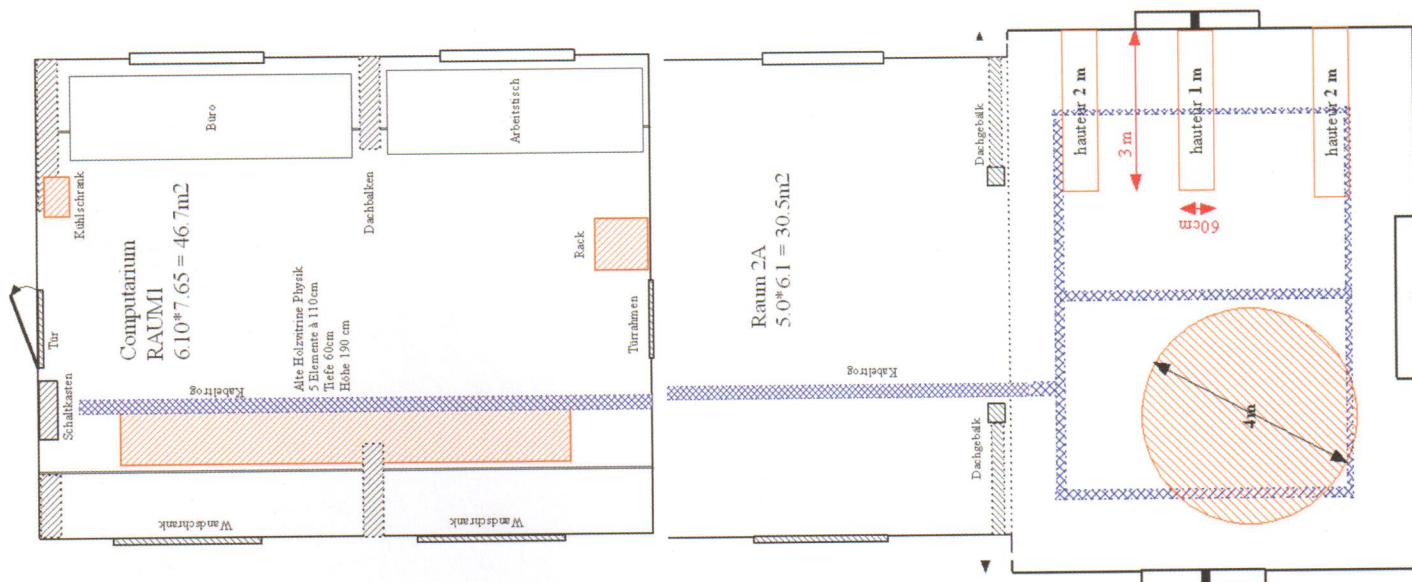 Büro
Arbeitstisch
Kühlschrank
Dachbalken
Rack
Computarium
RAUM1
6.10*7.65 = 46.7m2
Tür
Alte Holzvitrine Physik
5 Elemente à 110cm
Tiefe 60cm
Höhe 190 cm
Türrahmen
Schaltkasten
Kabeltrog
Wandschrank
Wandschrank
Dachgebälk
Raum 2A
5.0*6.1 = 30.5m2
Kabeltrog
Dachgebälk
hauteur 2 m
hauteur 1 m
hauteur 2 m
3 m
60cm
4m